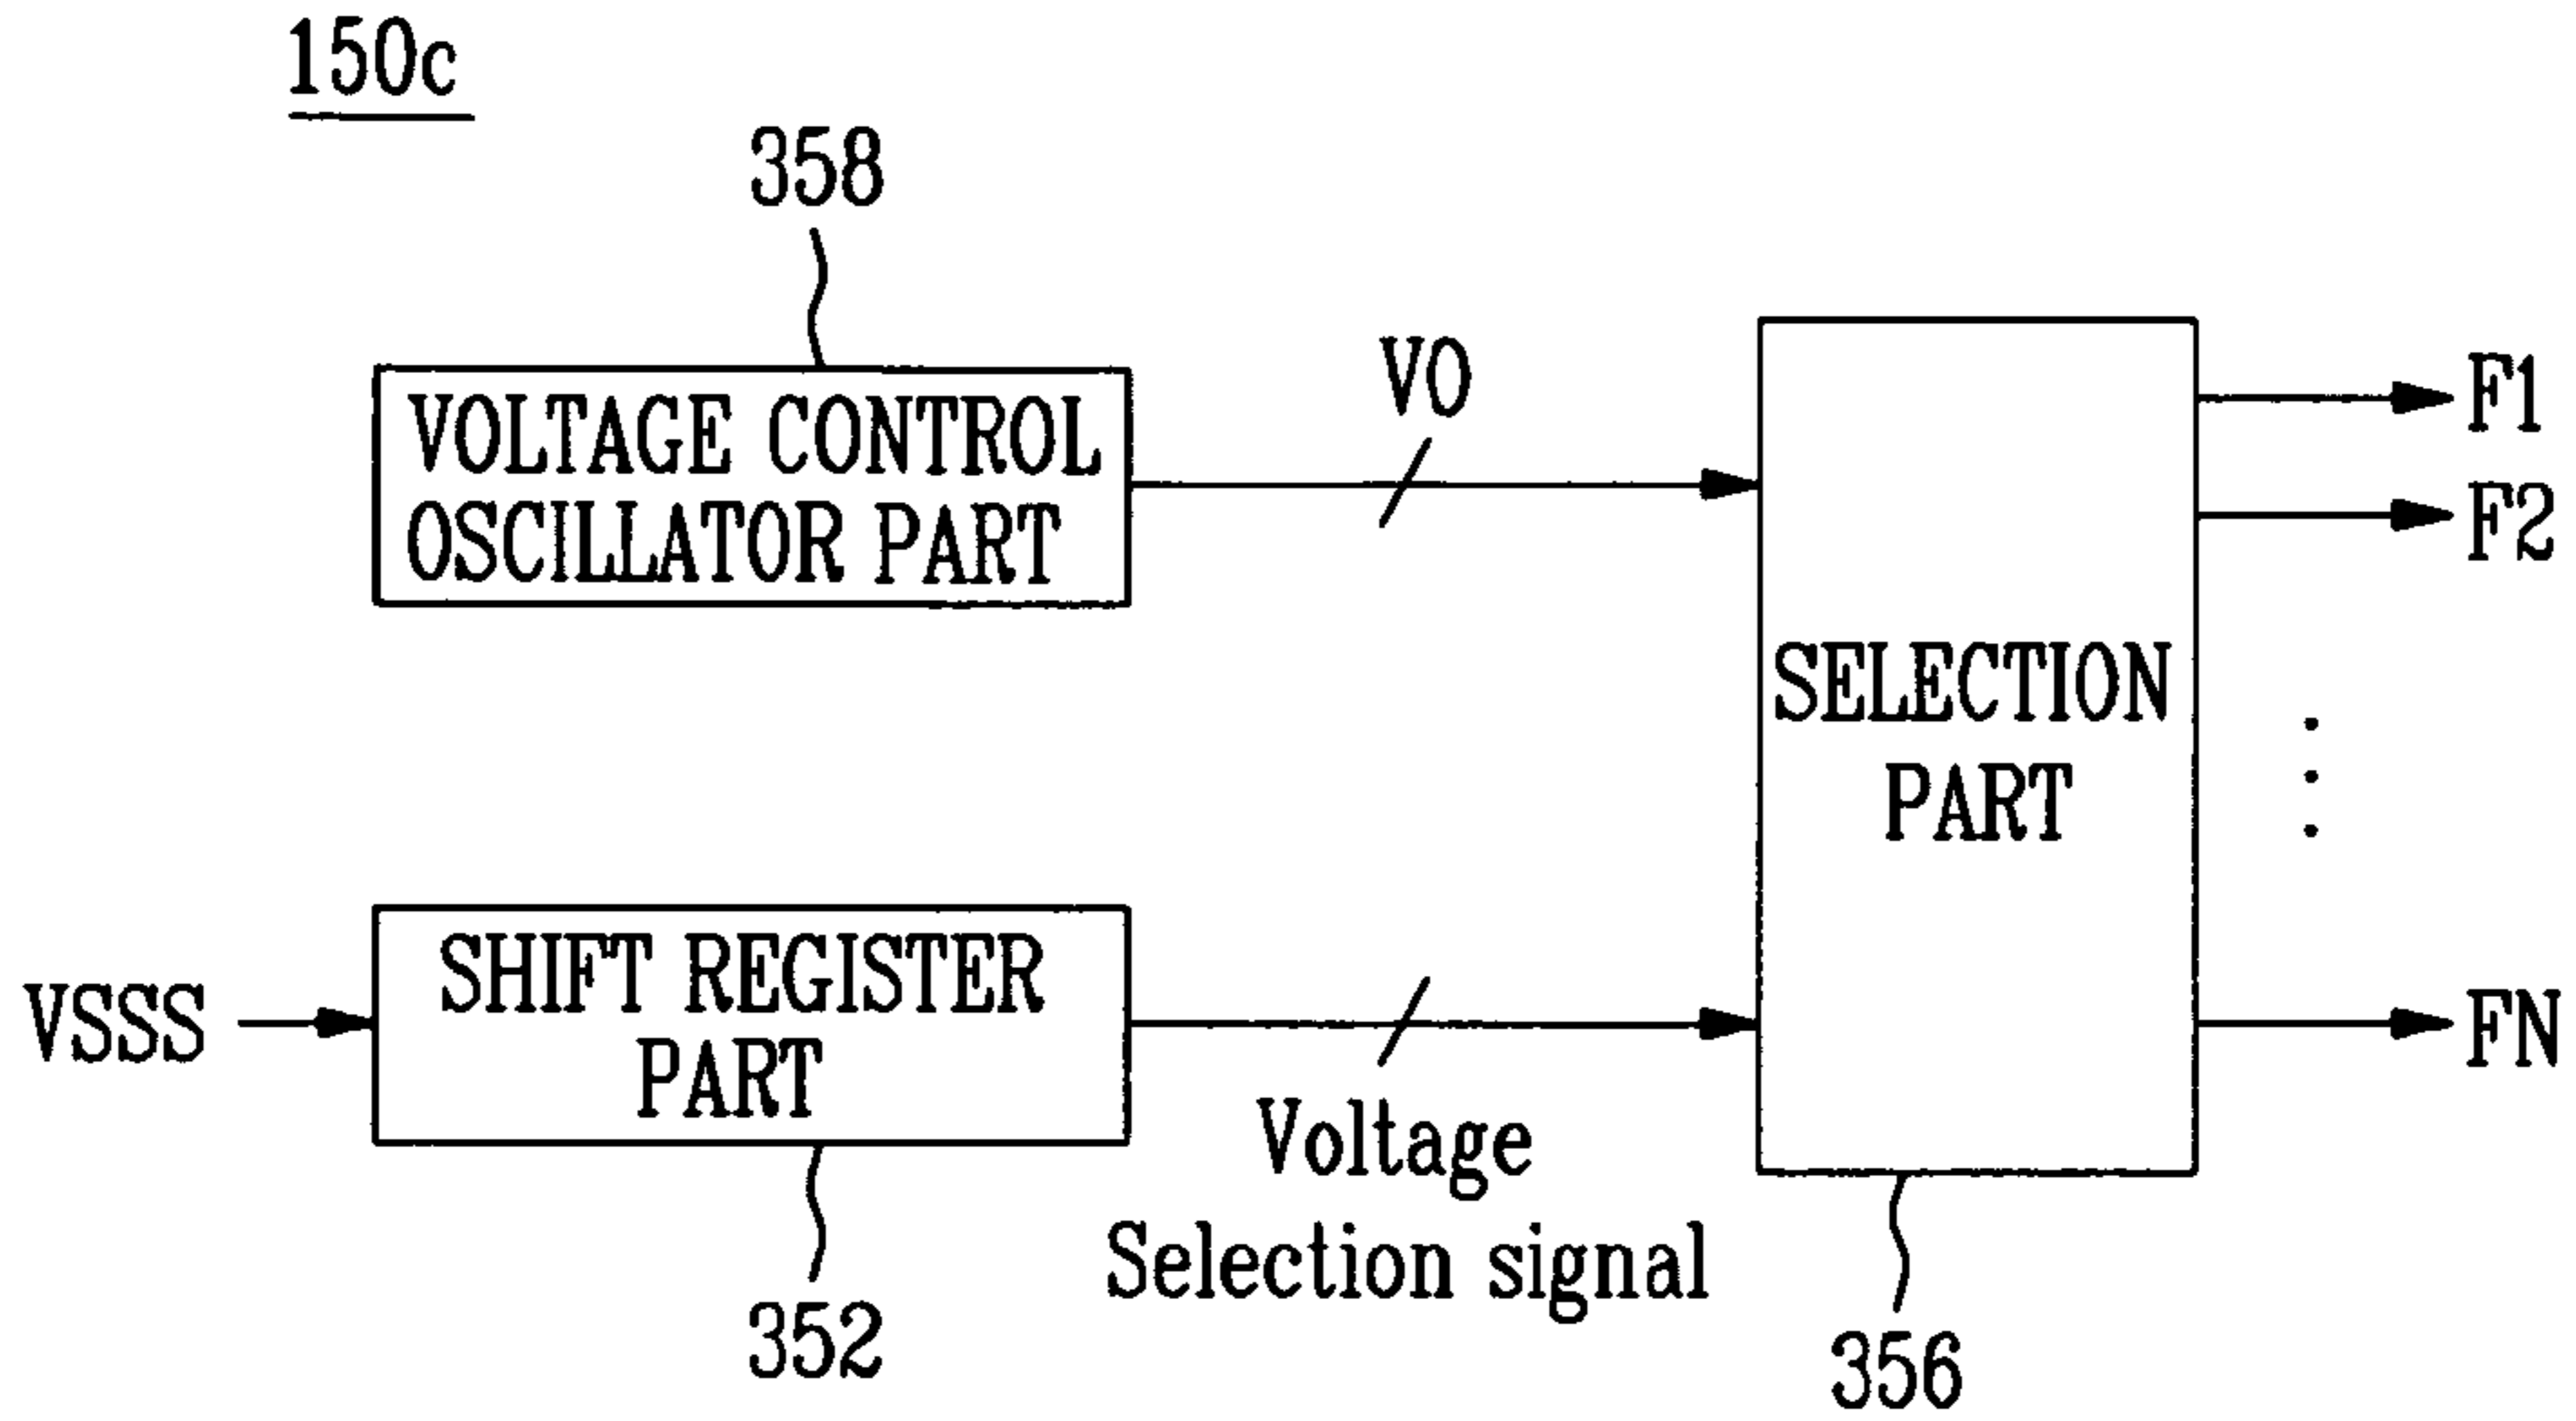 150c
358
VOLTAGE CONTROL
OSCILLATOR PART
VO
F1
F2
SELECTION
PART
VSSS
SHIFT REGISTER
PART
FN
Voltage
Selection signal
352
356